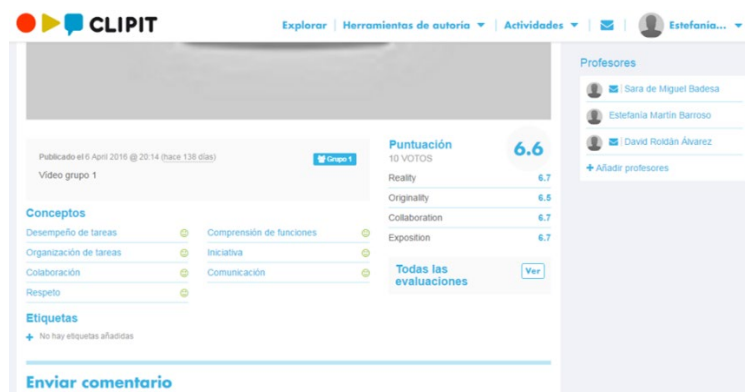 CLIPIT
Explorar | Herramientas de autoría | Actividades | Estefanía...
Publicado el 6 April 2016 @ 20:14 (hace 136 días)
Grupo 1
Vídeo grupo 1
Conceptos
Desempeño de tareas
Comprensión de funciones
Organización de tareas
Iniciativa
Colaboración
Comunicación
Respeto
Etiquetas
No hay etiquetas añadidas
Puntuación
10 VOTOS
6.6
Reality 6.7
Originality 6.5
Collaboration 6.7
Exposition 6.7
Todas las
evaluaciones
Ver
Enviar comentario
Profesores
Sara de Miguel Badesa
Estefanía Martín Barroso
David Roldán Álvarez
+ Añadir profesores